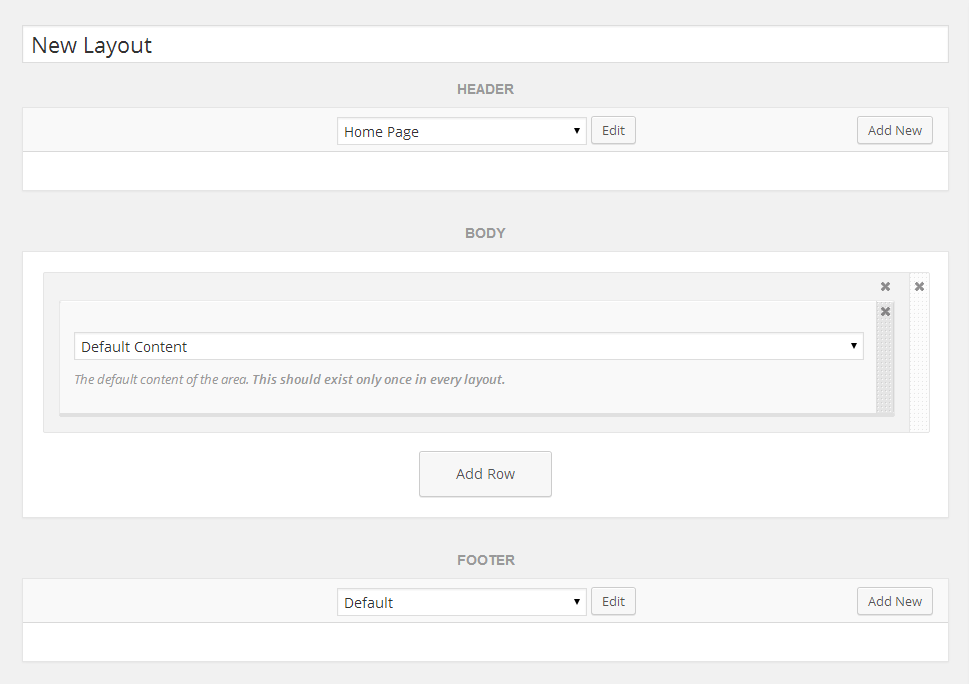 New Layout
HEADER
Home Page Edit Add New
BODY
Default Content
The default content of the area. This should exist only once in every layout.
Add Row
FOOTER
Default Edit Add New